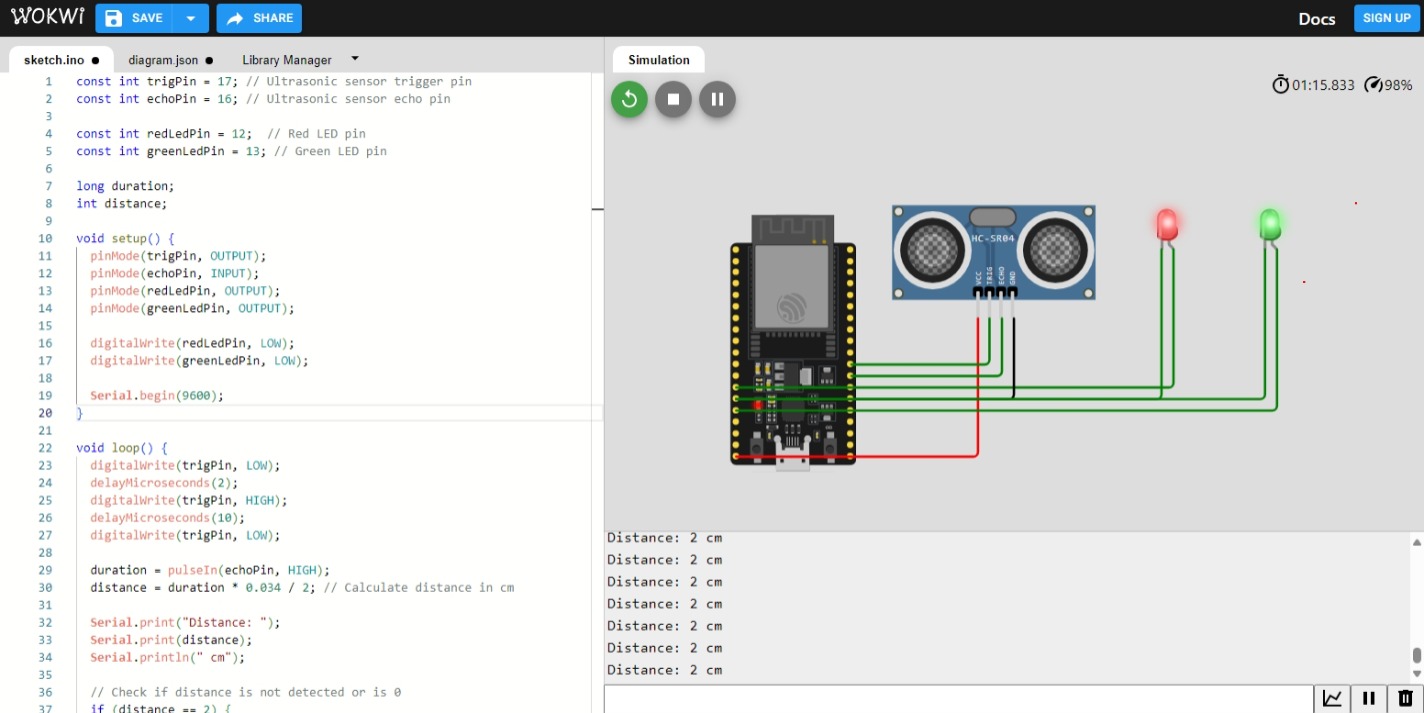 WOKWI SAVE SHARE Docs SIGN UP
sketch.ino diagram.json Library Manager
1 const int trigPin = 17; // Ultrasonic sensor trigger pin
2 const int echoPin = 16; // Ultrasonic sensor echo pin
3
4 const int redLedPin = 12;  // Red LED pin
5 const int greenLedPin = 13; // Green LED pin
6
7 long duration;
8 int distance;
9
10 void setup() {
11   pinMode(trigPin, OUTPUT);
12   pinMode(echoPin, INPUT);
13   pinMode(redLedPin, OUTPUT);
14   pinMode(greenLedPin, OUTPUT);
15
16   digitalWrite(redLedPin, LOW);
17   digitalWrite(greenLedPin, LOW);
18
19   Serial.begin(9600);
20 }
21
22 void loop() {
23   digitalWrite(trigPin, LOW);
24   delayMicroseconds(2);
25   digitalWrite(trigPin, HIGH);
26   delayMicroseconds(10);
27   digitalWrite(trigPin, LOW);
28
29   duration = pulseIn(echoPin, HIGH);
30   distance = duration * 0.034 / 2; // Calculate distance in cm
31
32   Serial.print("Distance: ");
33   Serial.print(distance);
34   Serial.println(" cm");
35
36   // Check if distance is not detected or is 0
37   if (distance == 2) {
Simulation
01:15.833 98%
HC-SR04
VCC
TRIG
ECHO
GND
Distance: 2 cm
Distance: 2 cm
Distance: 2 cm
Distance: 2 cm
Distance: 2 cm
Distance: 2 cm
Distance: 2 cm